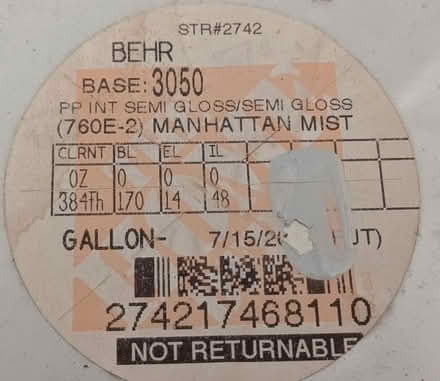 STR#2742
BEHR
BASE: 3050
PP INT SEMI GLOSS/SEMI GLOSS
(760E-2) MANHATTAN MIST
CLRNT BL EL IL
OZ 0 0 0
384Th 170 14 48
GALLON- 7/15/2
274217468110
NOT RETURNABLE